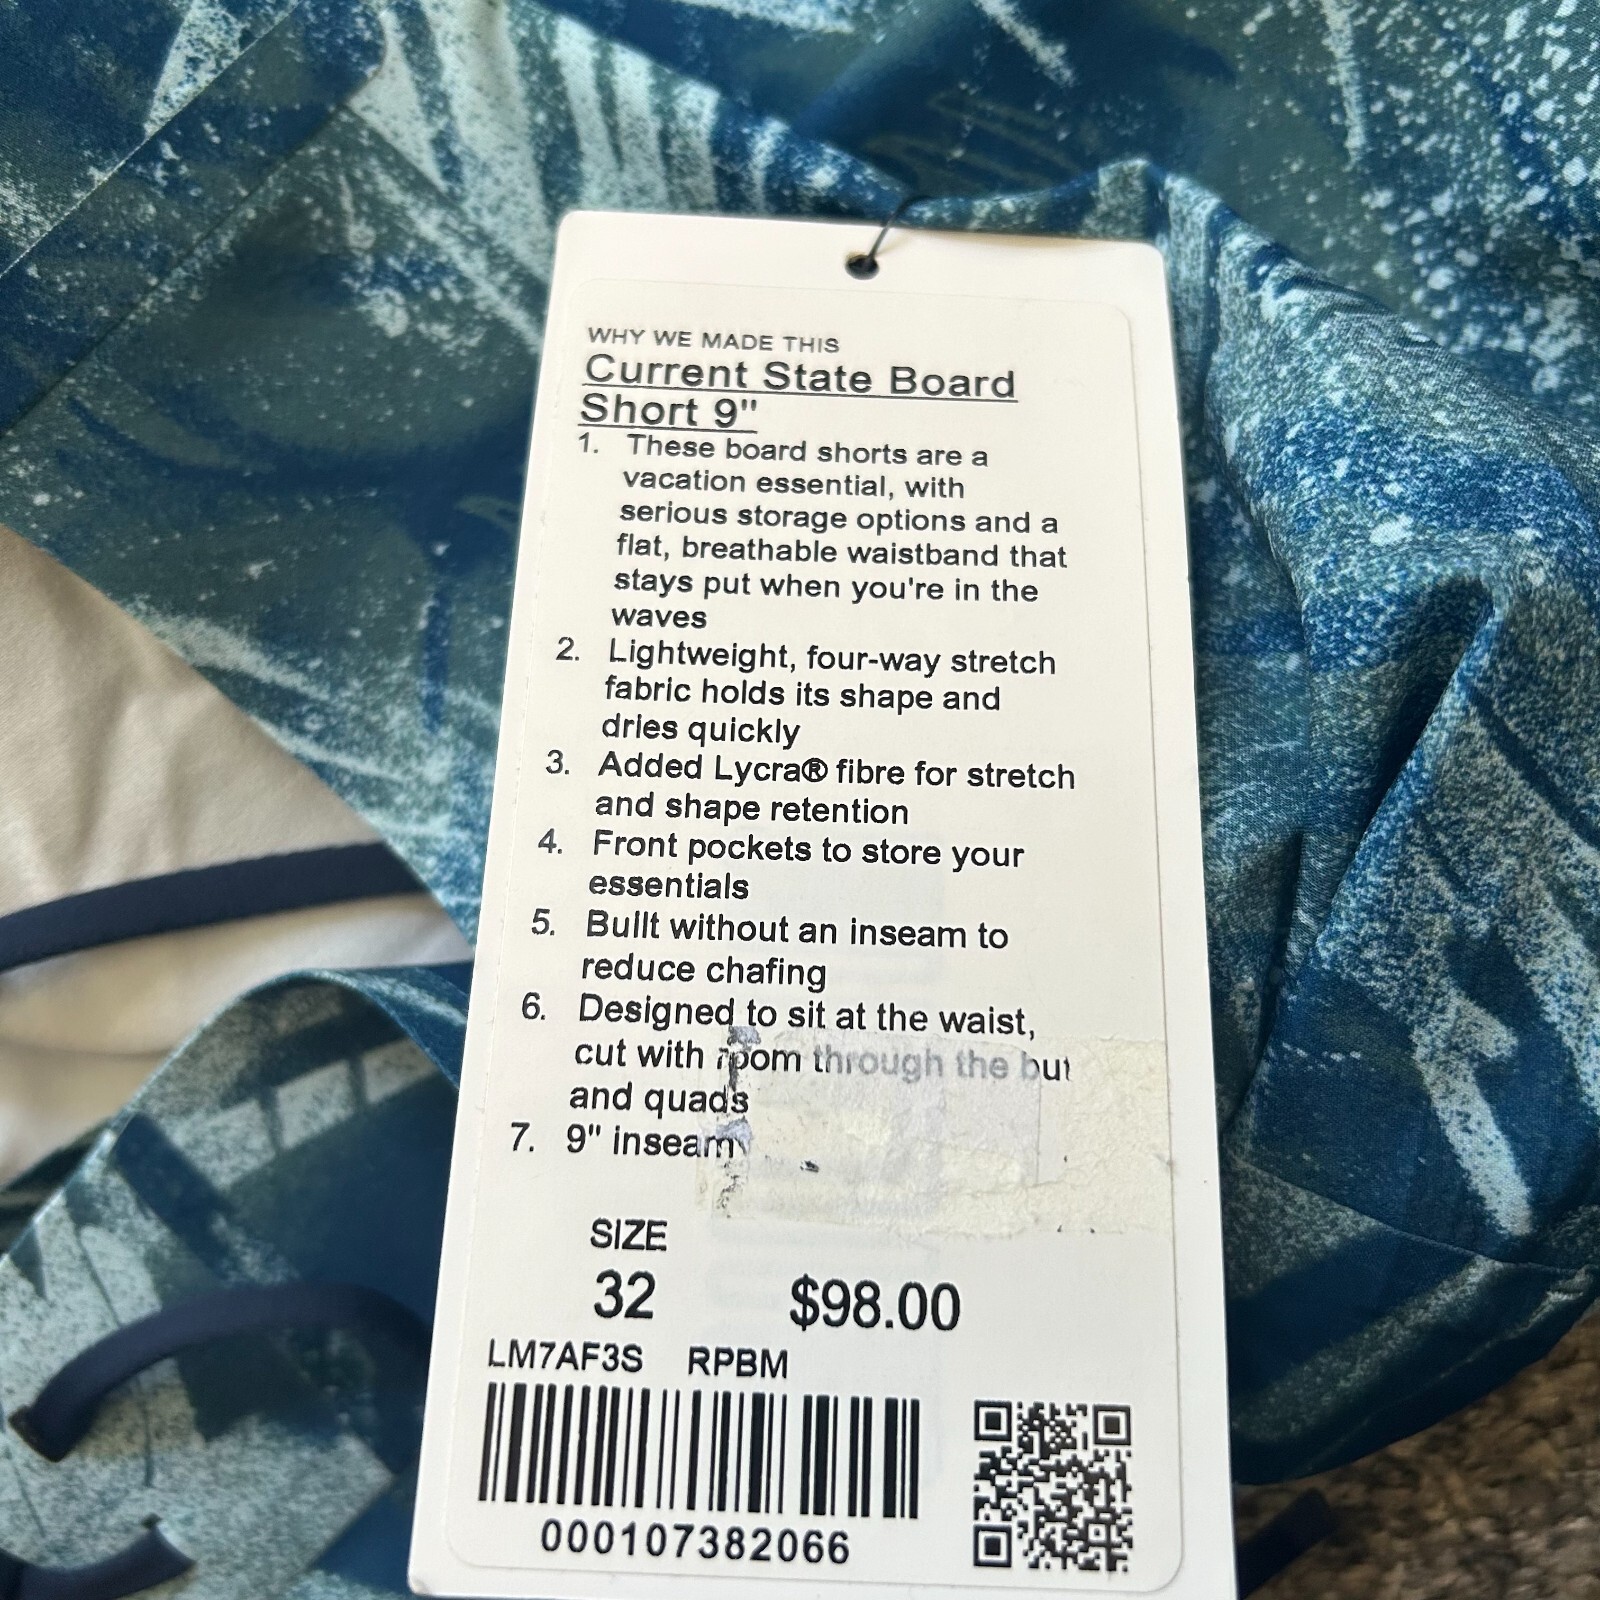 WHY WE MADE THIS
Current State Board
Short 9"
1. These board shorts are a
vacation essential, with
serious storage options and a
flat, breathable waistband that
stays put when you're in the
waves
2. Lightweight, four-way stretch
fabric holds its shape and
dries quickly
3. Added Lycra® fibre for stretch
and shape retention
4. Front pockets to store your
essentials
5. Built without an inseam to
reduce chafing
6. Designed to sit at the waist,
cut with room through the but
and quads
7. 9" inseam
SIZE
32 $98.00
LM7AF3S RPBM
000107382066